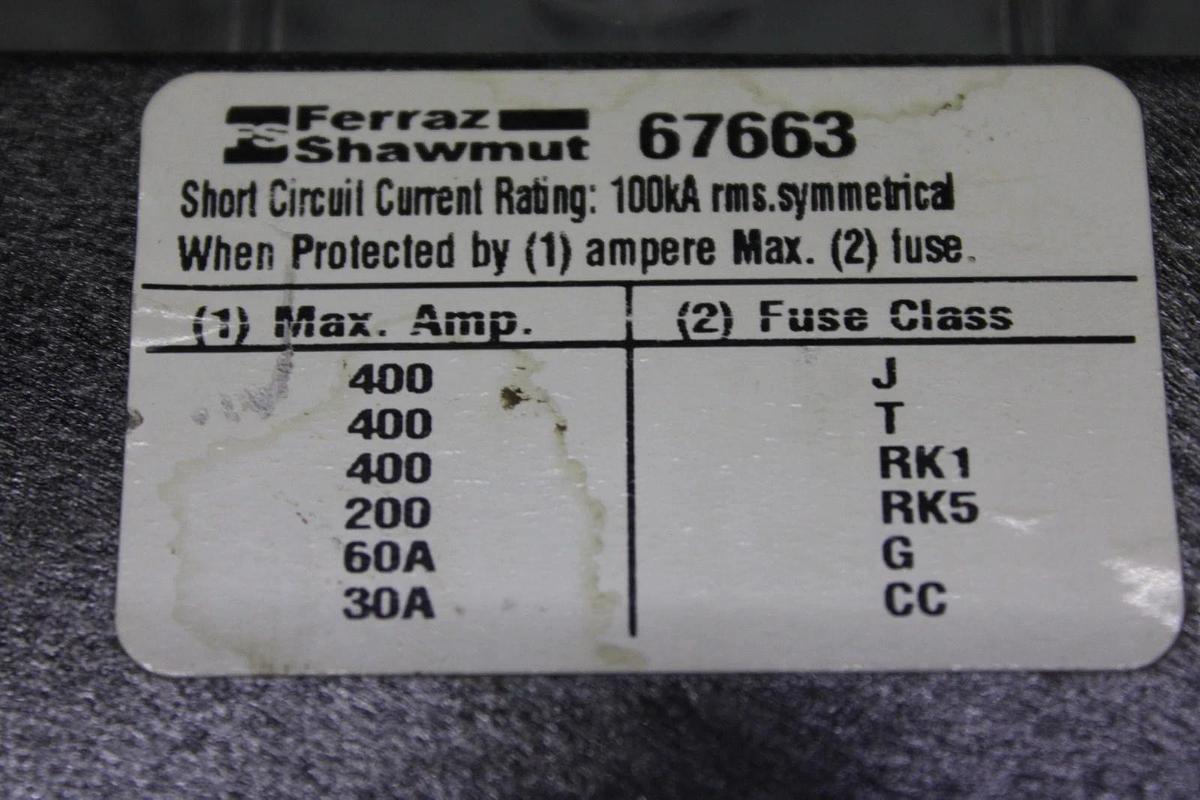 Ferraz Shawmut 67663
Short Circuit Current Rating: 100kA rms.symmetrical
When Protected by (1) ampere Max. (2) fuse.
(1) Max. Amp. (2) Fuse Class
400 J
400 T
400 RK1
200 RK5
60A G
30A CC